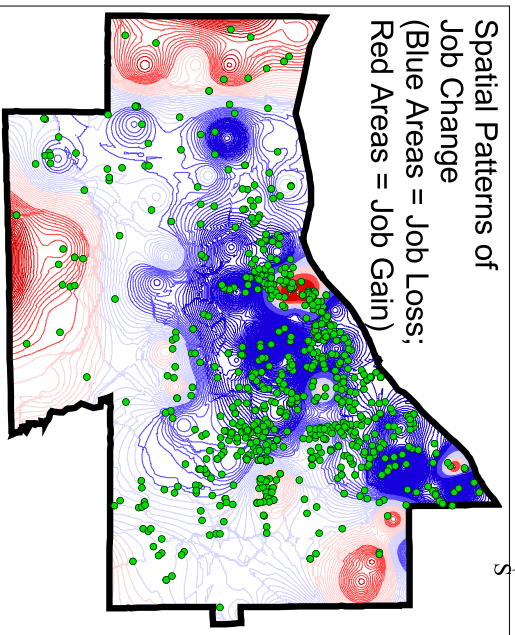 Spatial Patterns of
Job Change
(Blue Areas = Job Loss;
Red Areas = Job Gain)
S